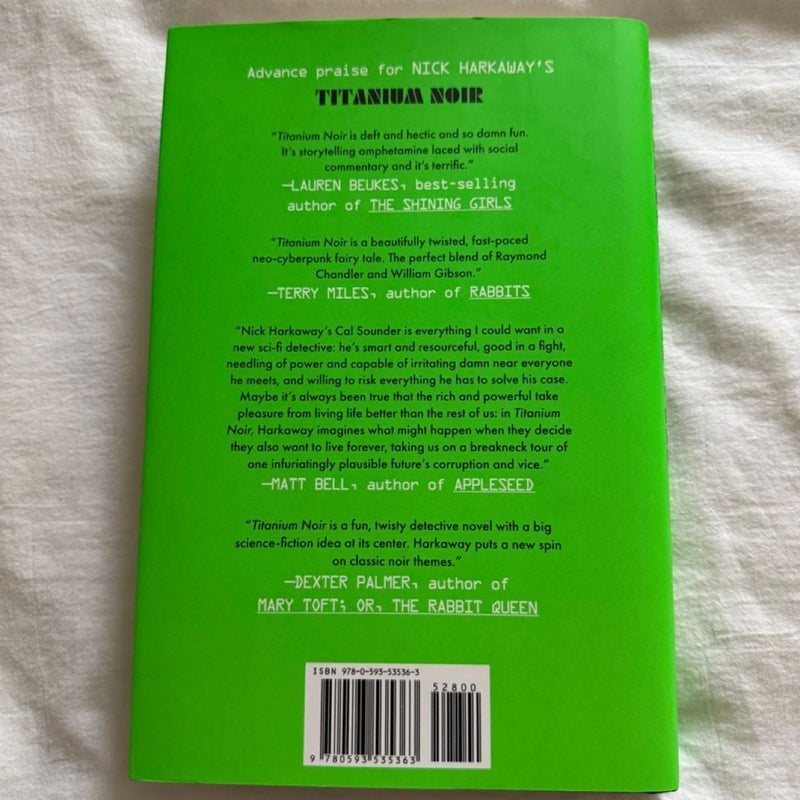 Advance praise for NICK HARKAWAY'S
TITANIUM NOIR
"Titanium Noir is deft and hectic and so damn fun.
It's storytelling amphetamine laced with social
commentary and it's terrific."
—LAUREN BEUKES, best-selling
author of THE SHINING GIRLS
"Titanium Noir is a beautifully twisted, fast-paced
neo-cyberpunk fairy tale. The perfect blend of Raymond
Chandler and William Gibson."
—TERRY MILES, author of RABBITS
"Nick Harkaway's Cal Sounder is everything I could want in a
new sci-fi detective: he's smart and resourceful, good in a fight,
needling of power and capable of irritating damn near everyone
he meets, and willing to risk everything he has to solve his case.
Maybe it's always been true that the rich and powerful take
pleasure from living life better than the rest of us: in Titanium
Noir, Harkaway imagines what might happen when they decide
they also want to live forever, taking us on a breakneck tour of
one infuriatingly plausible future's corruption and vice."
—MATT BELL, author of APPLESEED
"Titanium Noir is a fun, twisty detective novel with a big
science-fiction idea at its center. Harkaway puts a new spin
on classic noir themes."
—DEXTER PALMER, author of
MARY TOFT; OR, THE RABBIT QUEEN
ISBN 978-0-593-53536-3
52800
9 780593 535363